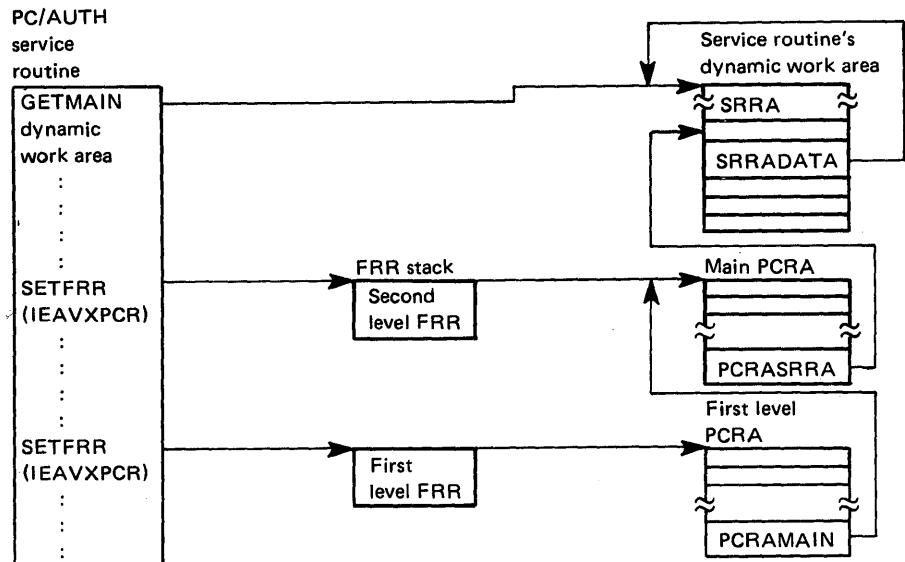 PC/AUTH
service
routine
GETMAIN
dynamic
work area
:
:
:
SETFRR
(IEAVXPCR)
:
:
:
SETFRR
(IEAVXPCR)
:
:
:
FRR stack
Second
level FRR
First
level FRR
Service routine's
dynamic work area
SRRA
SRRADATA
Main PCRA
PCRASRRA
First level
PCRA
PCRAMAIN